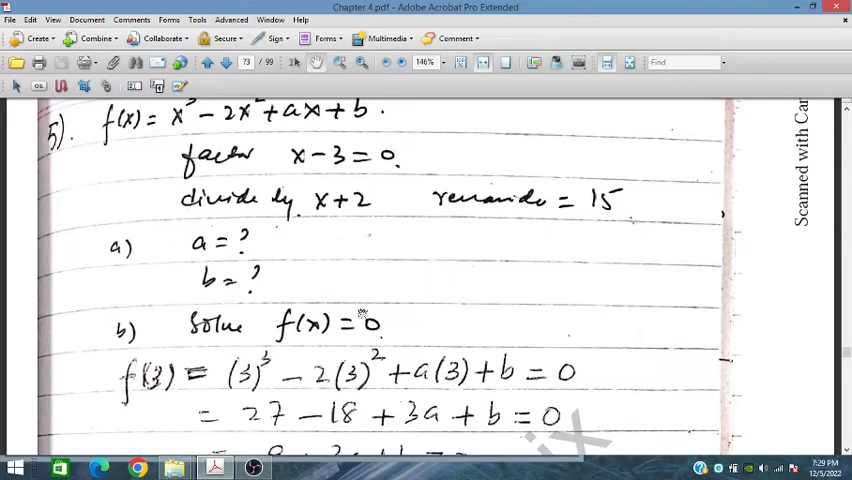 Chapter 4.pdf - Adobe Acrobat Pro Extended
File Edit View Document Comments Forms Tools Advanced Window Help
Create Combine Collaborate Secure Sign Forms Multimedia Comment
73 / 99 146% Find
5). f(x) = x³ - 2x² + ax + b.
factor x - 3 = 0.
divide by x + 2 remainde = 15
a) a = ?
b = ?
b) Solve f(x) = 0
f(3) = (3)³ - 2(3)² + a(3) + b = 0
= 27 - 18 + 3a + b = 0
Scanned with Car
7:29 PM
12/5/2022